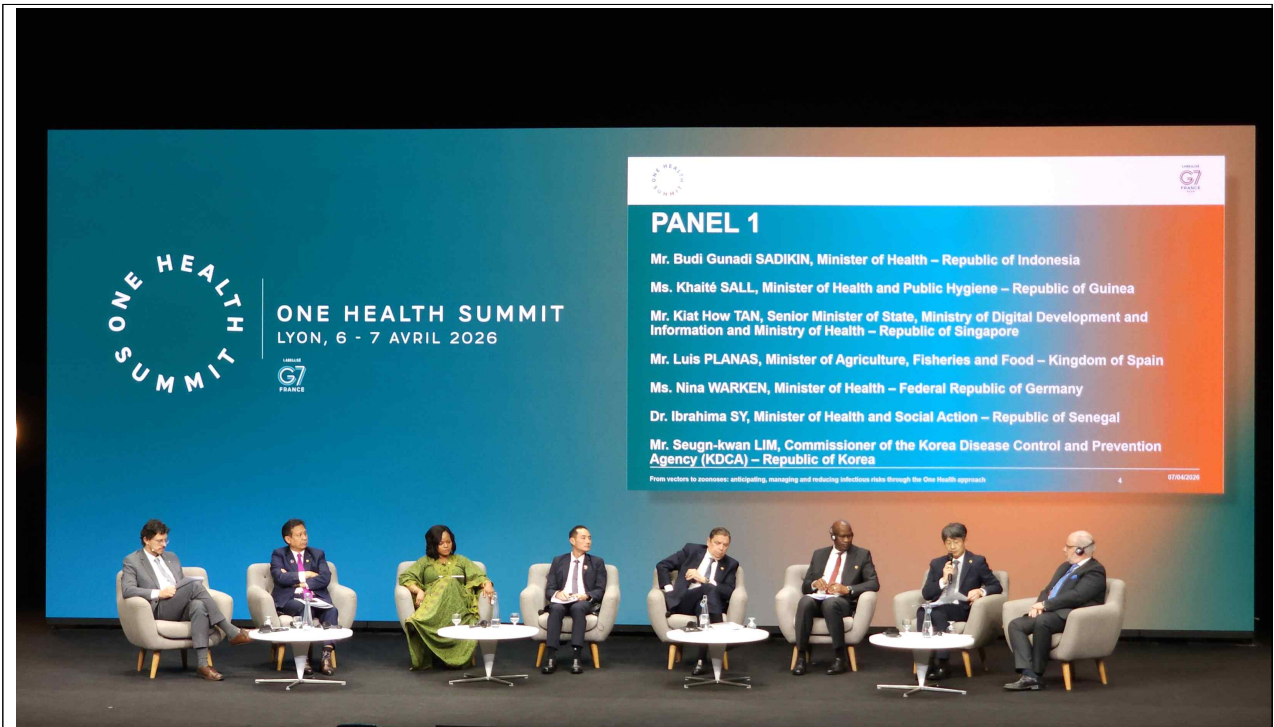 ONE HEALTH SUMMIT
ONE HEALTH SUMMIT
LYON, 6 - 7 AVRIL 2026
G7
FRANCE
ONE HEALTH SUMMIT
G7
FRANCE
PANEL 1
Mr. Budi Gunadi SADIKIN, Minister of Health – Republic of Indonesia
Ms. Khaité SALL, Minister of Health and Public Hygiene – Republic of Guinea
Mr. Kiat How TAN, Senior Minister of State, Ministry of Digital Development and
Information and Ministry of Health – Republic of Singapore
Mr. Luis PLANAS, Minister of Agriculture, Fisheries and Food – Kingdom of Spain
Ms. Nina WARKEN, Minister of Health – Federal Republic of Germany
Dr. Ibrahima SY, Minister of Health and Social Action – Republic of Senegal
Mr. Seugn-kwan LIM, Commissioner of the Korea Disease Control and Prevention
Agency (KDCA) – Republic of Korea
From vectors to zoonoses: anticipating, managing and reducing infectious risks through the One Health approach
4
07/04/2026